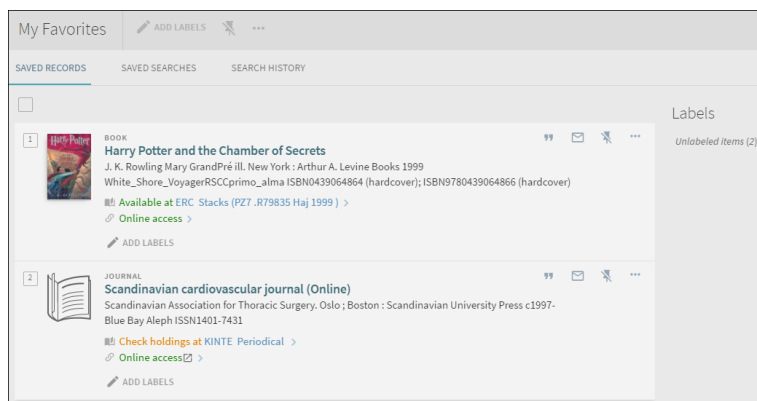 My Favorites
ADD LABELS
SAVED RECORDS SAVED SEARCHES SEARCH HISTORY
Labels
Unlabeled items (2)
1
Harry Potter
BOOK
Harry Potter and the Chamber of Secrets
J. K. Rowling Mary GrandPré ill. New York : Arthur A. Levine Books 1999
White_Shore_VoyagerRSCCprimo_alma ISBN0439064864 (hardcover); ISBN9780439064866 (hardcover)
Available at ERC Stacks (PZ7 .R79835 Haj 1999 )
Online access
ADD LABELS
2
JOURNAL
Scandinavian cardiovascular journal (Online)
Scandinavian Association for Thoracic Surgery. Oslo ; Boston : Scandinavian University Press c1997-
Blue Bay Aleph ISSN1401-7431
Check holdings at KINTE Periodical
Online access
ADD LABELS